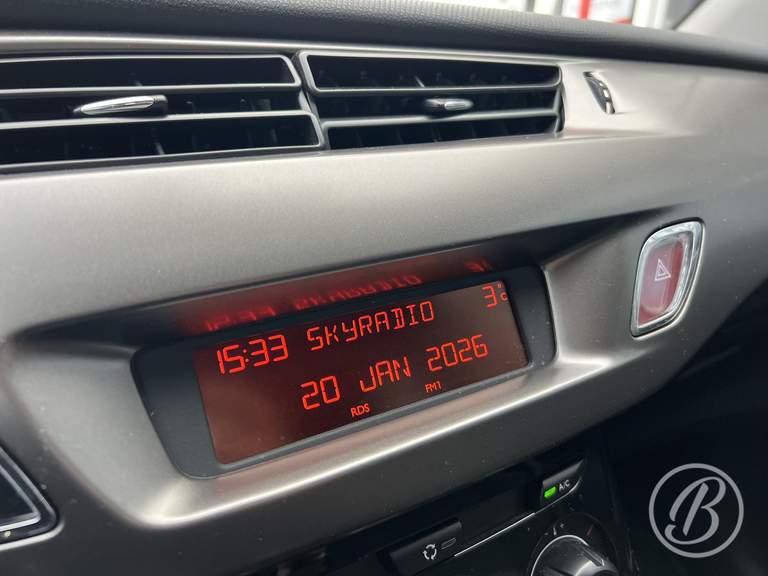 15:33 SKYRADIO 3°C
20 JAN 2026
RDS FM1
A/C
B